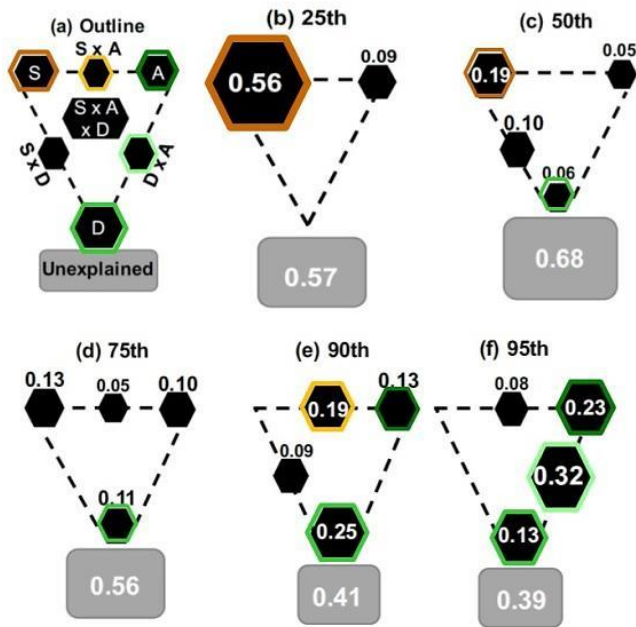 (a) Outline
S x A
S
A
S x A
x D
S x D
D x A
D
Unexplained
(b) 25th
0.56
0.09
0.57
(c) 50th
0.19
0.05
0.10
0.06
0.68
(d) 75th
0.13
0.05
0.10
0.11
0.56
(e) 90th
0.19
0.13
0.09
0.25
0.41
(f) 95th
0.08
0.23
0.32
0.13
0.39